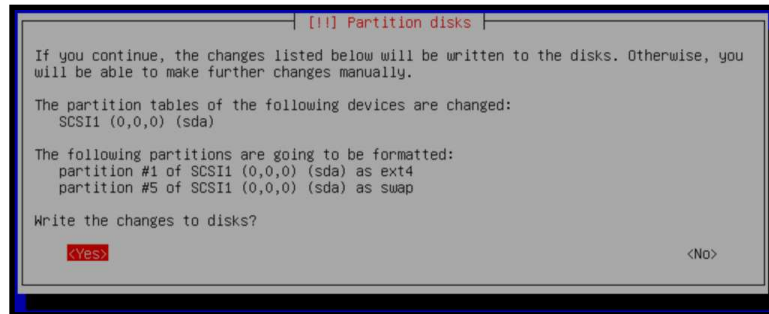 [!!] Partition disks
If you continue, the changes listed below will be written to the disks. Otherwise, you
will be able to make further changes manually.
The partition tables of the following devices are changed:
SCSI1 (0,0,0) (sda)
The following partitions are going to be formatted:
partition #1 of SCSI1 (0,0,0) (sda) as ext4
partition #5 of SCSI1 (0,0,0) (sda) as swap
Write the changes to disks?
<Yes> <No>